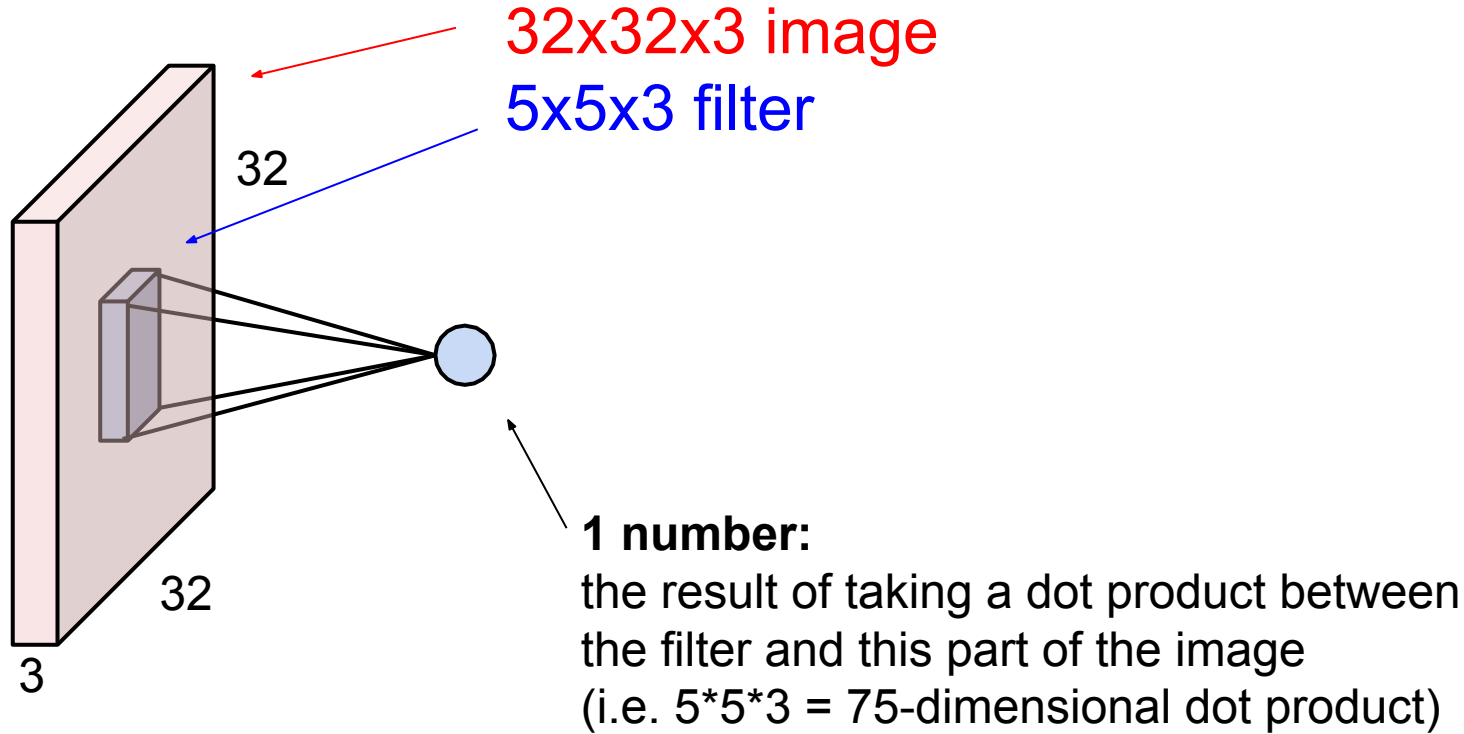 32x32x3 image
5x5x3 filter
32
32
3
1 number:
the result of taking a dot product between
the filter and this part of the image
(i.e. 5*5*3 = 75-dimensional dot product)